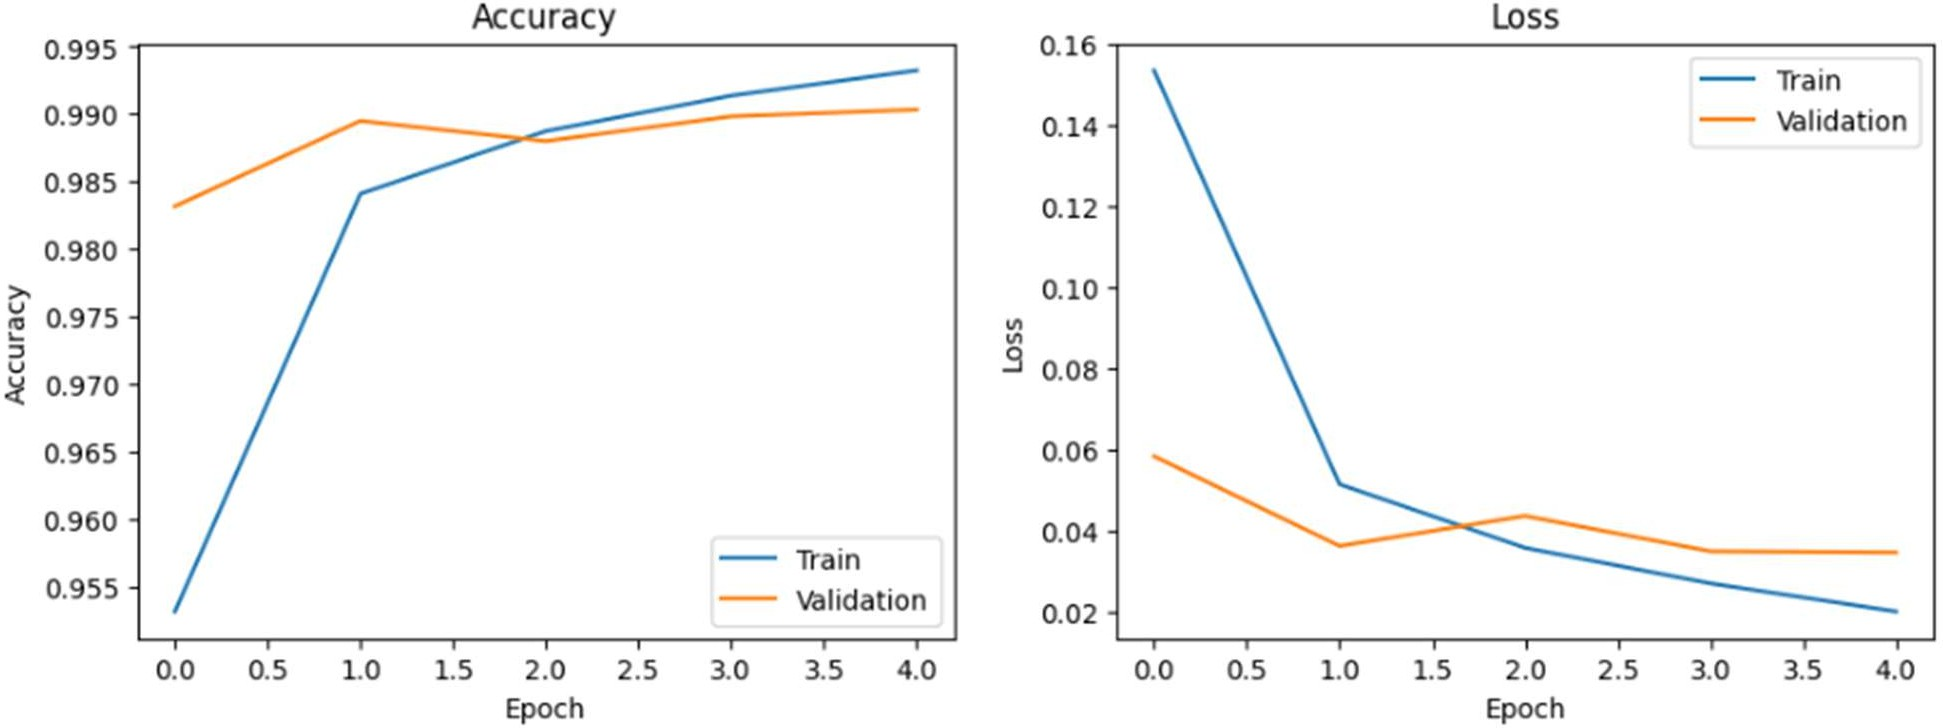 Accuracy
0.995
0.990
0.985
0.980
0.975
0.970
0.965
0.960
0.955
Accuracy
Train
Validation
0.0 0.5 1.0 1.5 2.0 2.5 3.0 3.5 4.0
Epoch
Loss
0.16
0.14
0.12
0.10
0.08
0.06
0.04
0.02
Loss
Train
Validation
0.0 0.5 1.0 1.5 2.0 2.5 3.0 3.5 4.0
Epoch